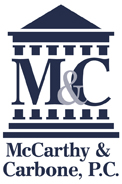 M&C
McCarthy &
Carbone, P.C.